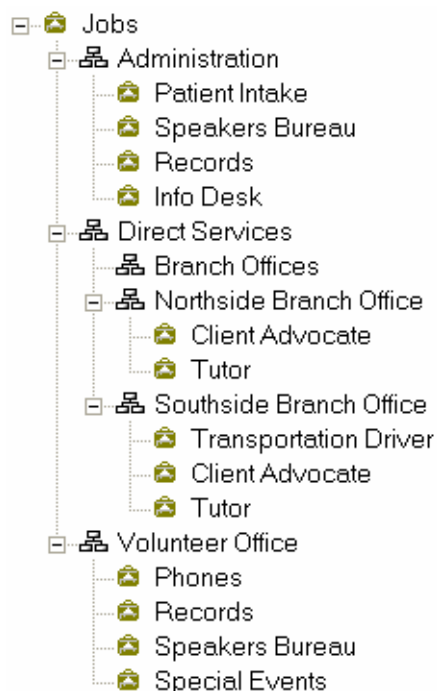 Jobs
Administration
Patient Intake
Speakers Bureau
Records
Info Desk
Direct Services
Branch Offices
Northside Branch Office
Client Advocate
Tutor
Southside Branch Office
Transportation Driver
Client Advocate
Tutor
Volunteer Office
Phones
Records
Speakers Bureau
Special Events